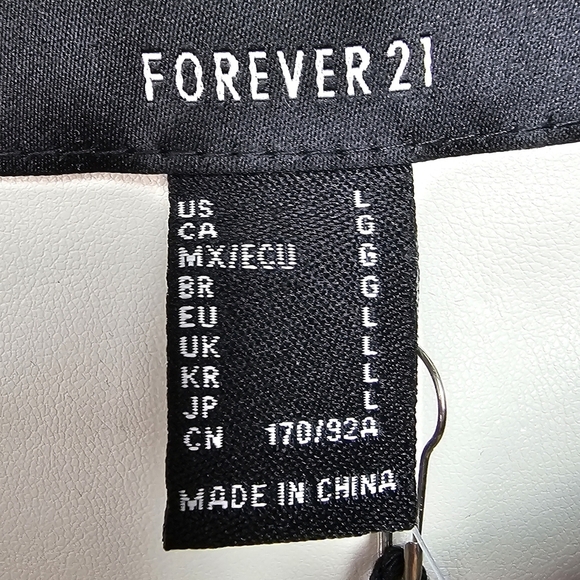 FOREVER 21
US L
CA G
MX/ECU G
BR G
EU L
UK L
KR L
JP L
CN 170/92A
MADE IN CHINA